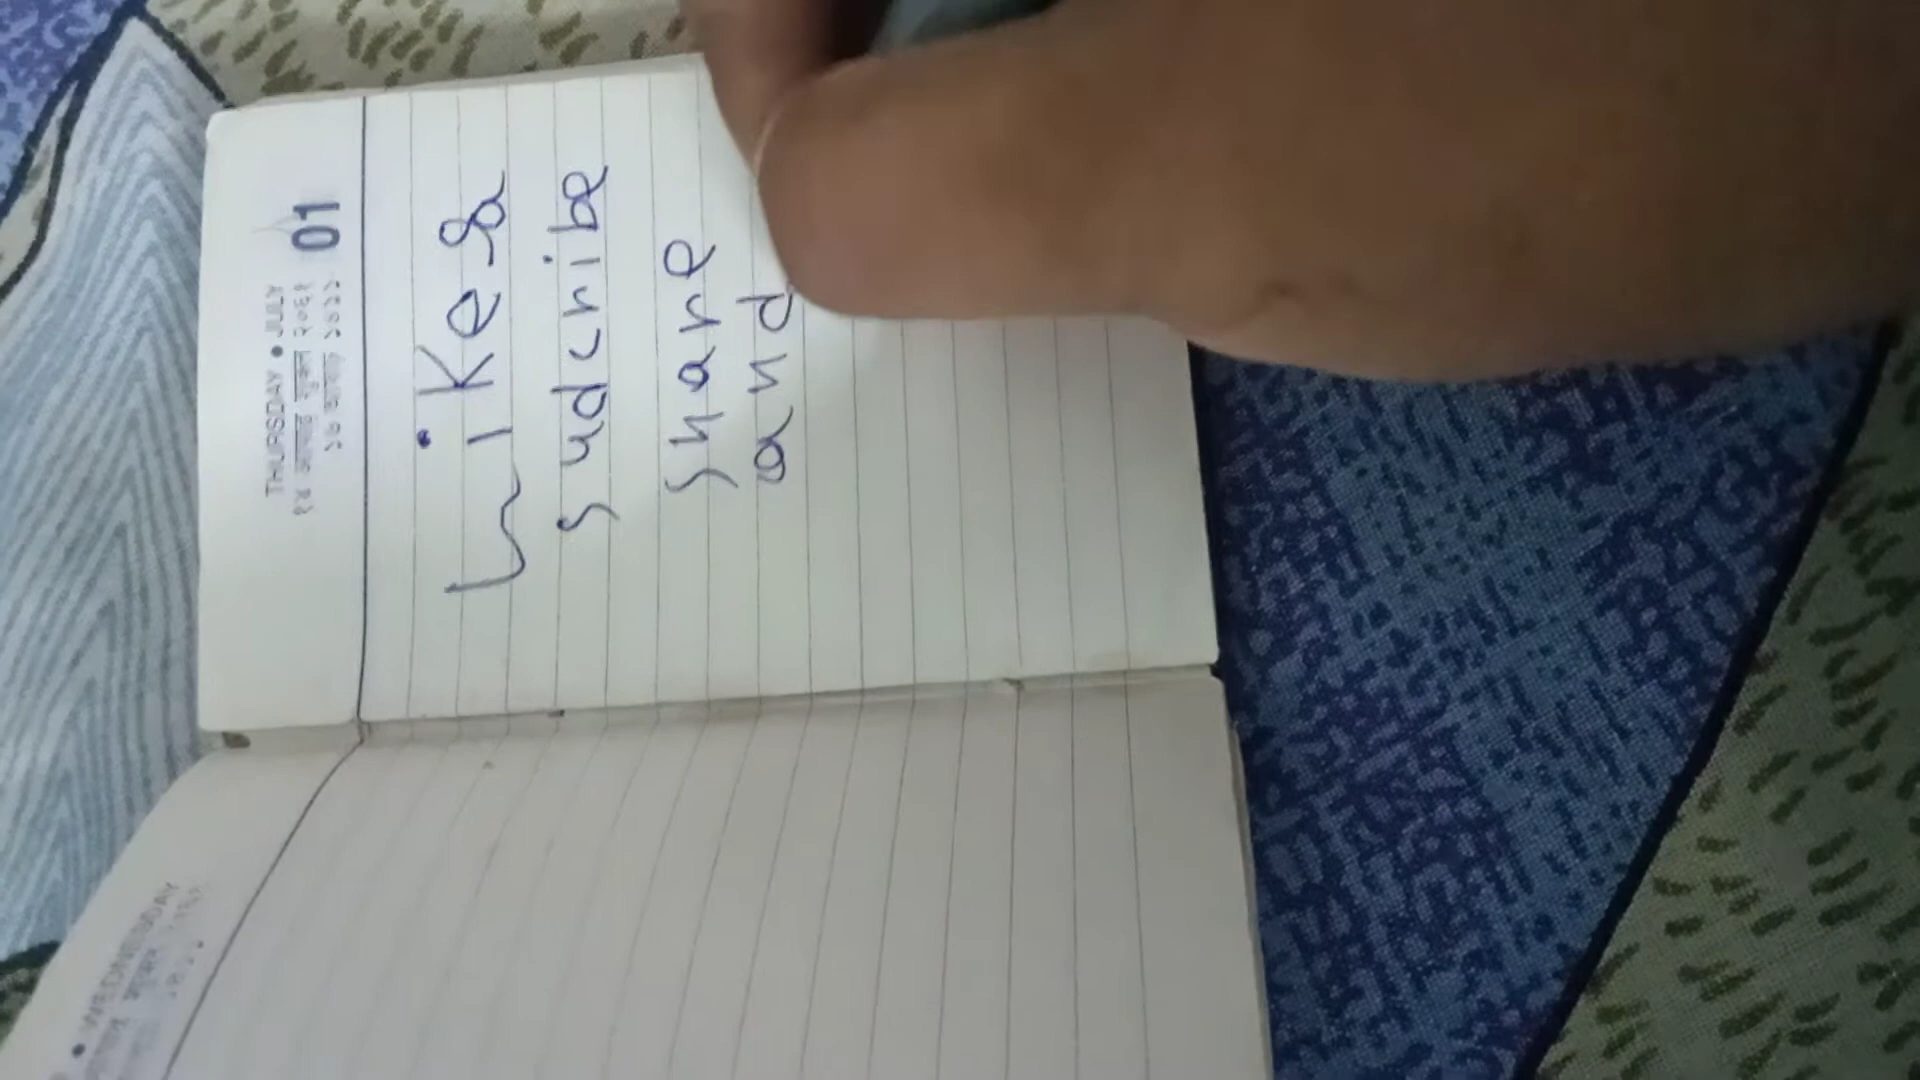 • WEDNESDAY
THURSDAY • JULY
01
Like &
sudcribe
share
and